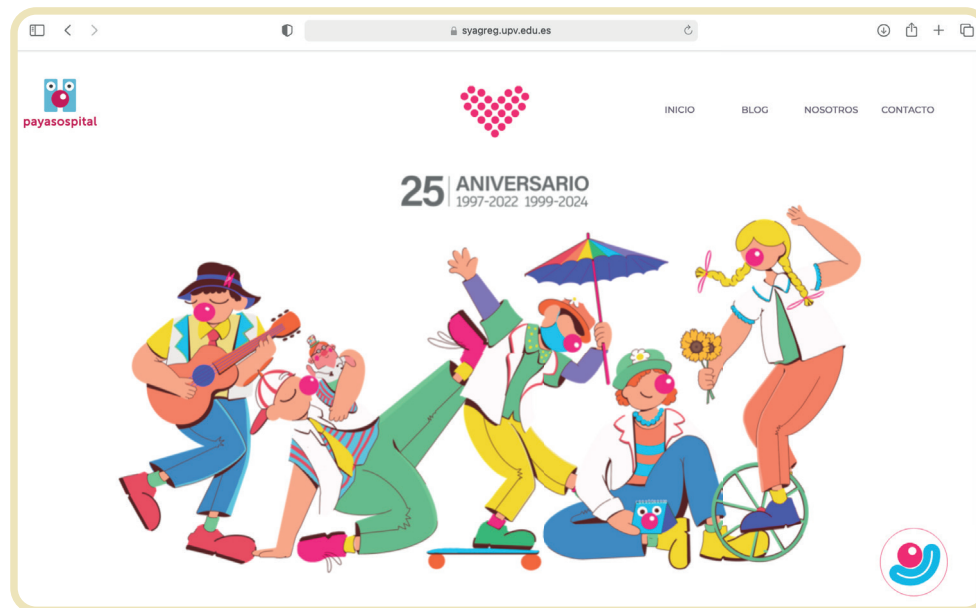 syagreg.upv.edu.es
payasospital
INICIO BLOG NOSOTROS CONTACTO
25 ANIVERSARIO
1997-2022 1999-2024